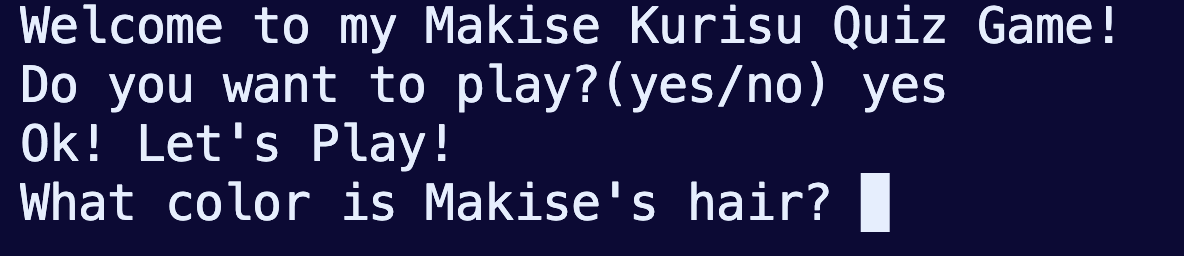 Welcome to my Makise Kurisu Quiz Game!
Do you want to play?(yes/no) yes
Ok! Let's Play!
What color is Makise's hair?